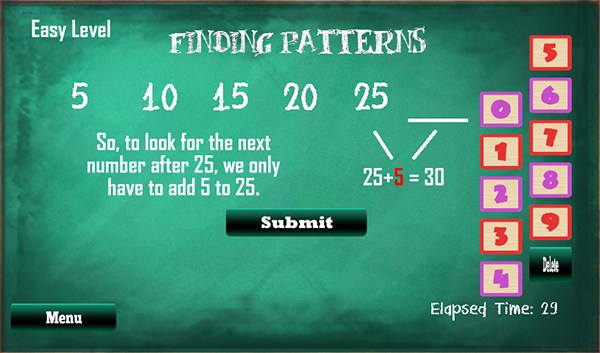 Easy Level
FINDING PATTERNS
5 10 15 20 25
So, to look for the next
number after 25, we only
have to add 5 to 25.
25+5 = 30
Submit
0
1
2
3
4
5
6
7
8
9
Delete
Elapsed Time: 29
Menu